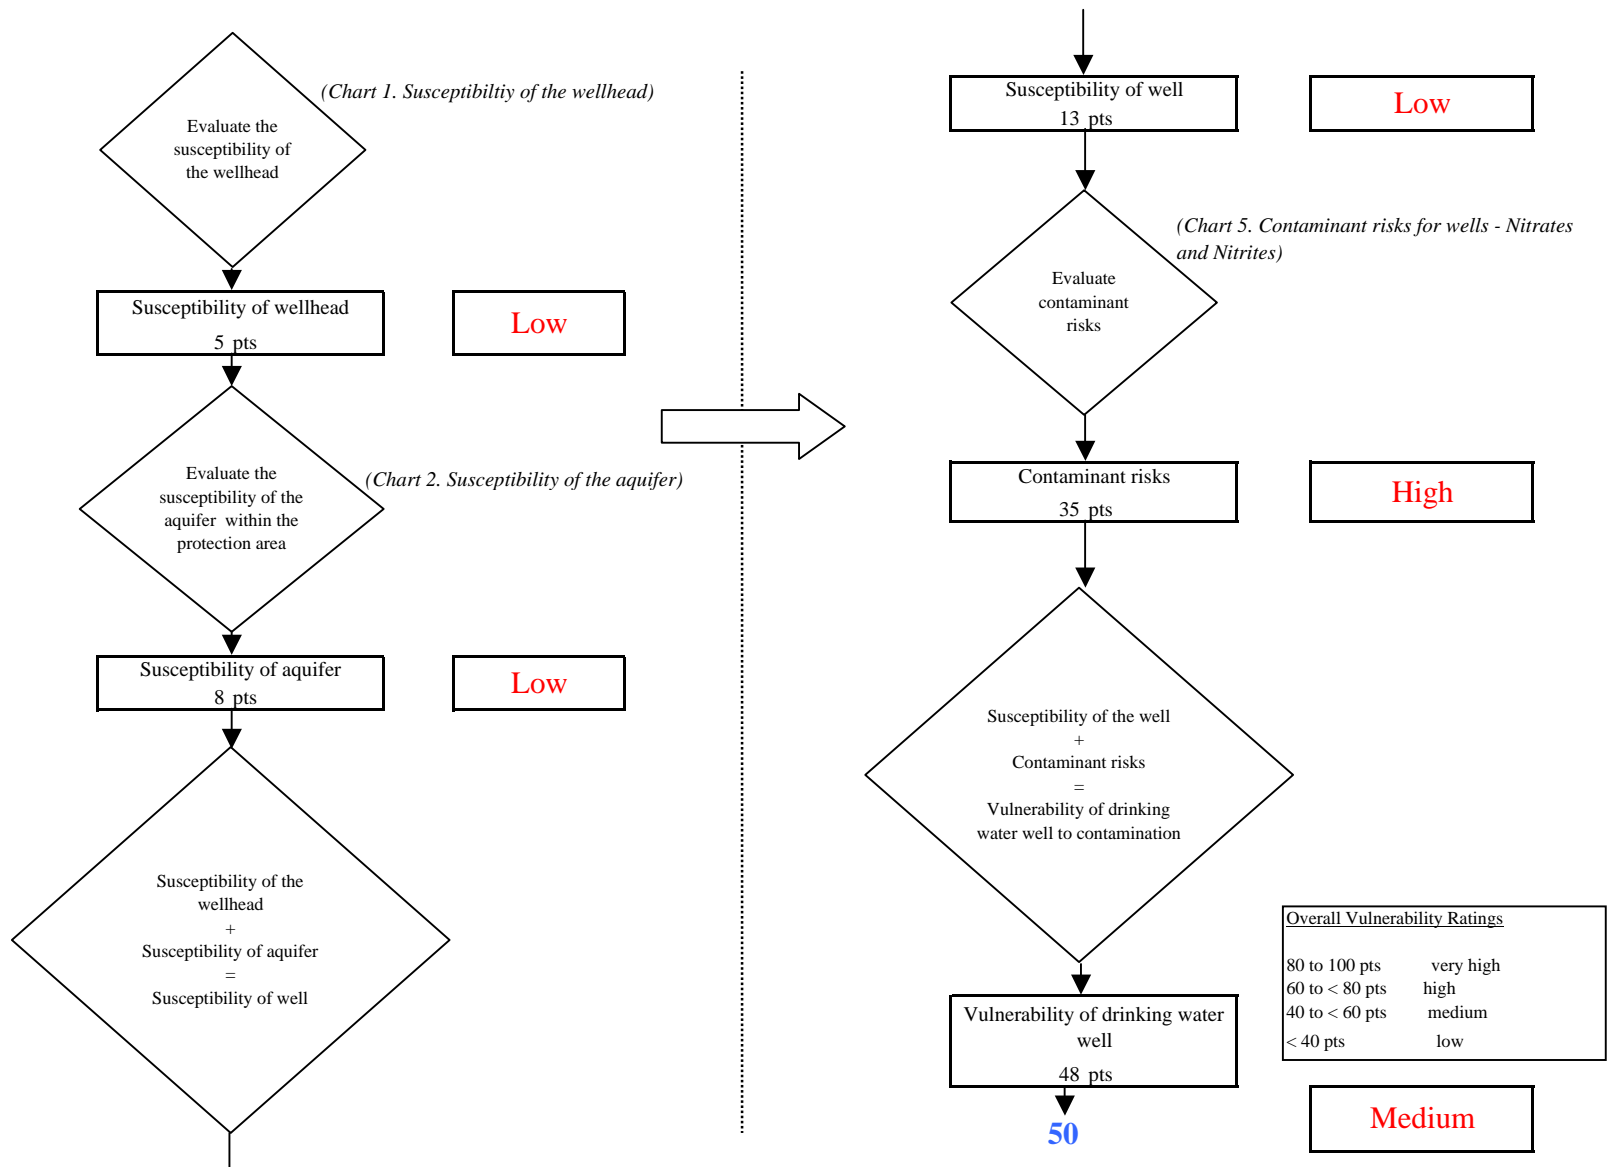 (Chart 1. Susceptibiltiy of the wellhead)
Evaluate the
susceptibility of
the wellhead
Susceptibility of wellhead
5 pts
Low
Evaluate the
susceptibility of the
aquifer within the
protection area
(Chart 2. Susceptibility of the aquifer)
Susceptibility of aquifer
8 pts
Low
Susceptibility of the
wellhead
+
Susceptibility of aquifer
=
Susceptibility of well
Susceptibility of well
13 pts
Low
(Chart 5. Contaminant risks for wells - Nitrates
and Nitrites)
Evaluate
contaminant
risks
Contaminant risks
35 pts
High
Susceptibility of the well
+
Contaminant risks
=
Vulnerability of drinking
water well to contamination
Overall Vulnerability Ratings
80 to 100 pts very high
60 to < 80 pts high
40 to < 60 pts medium
< 40 pts low
Vulnerability of drinking water
well
48 pts
50
Medium